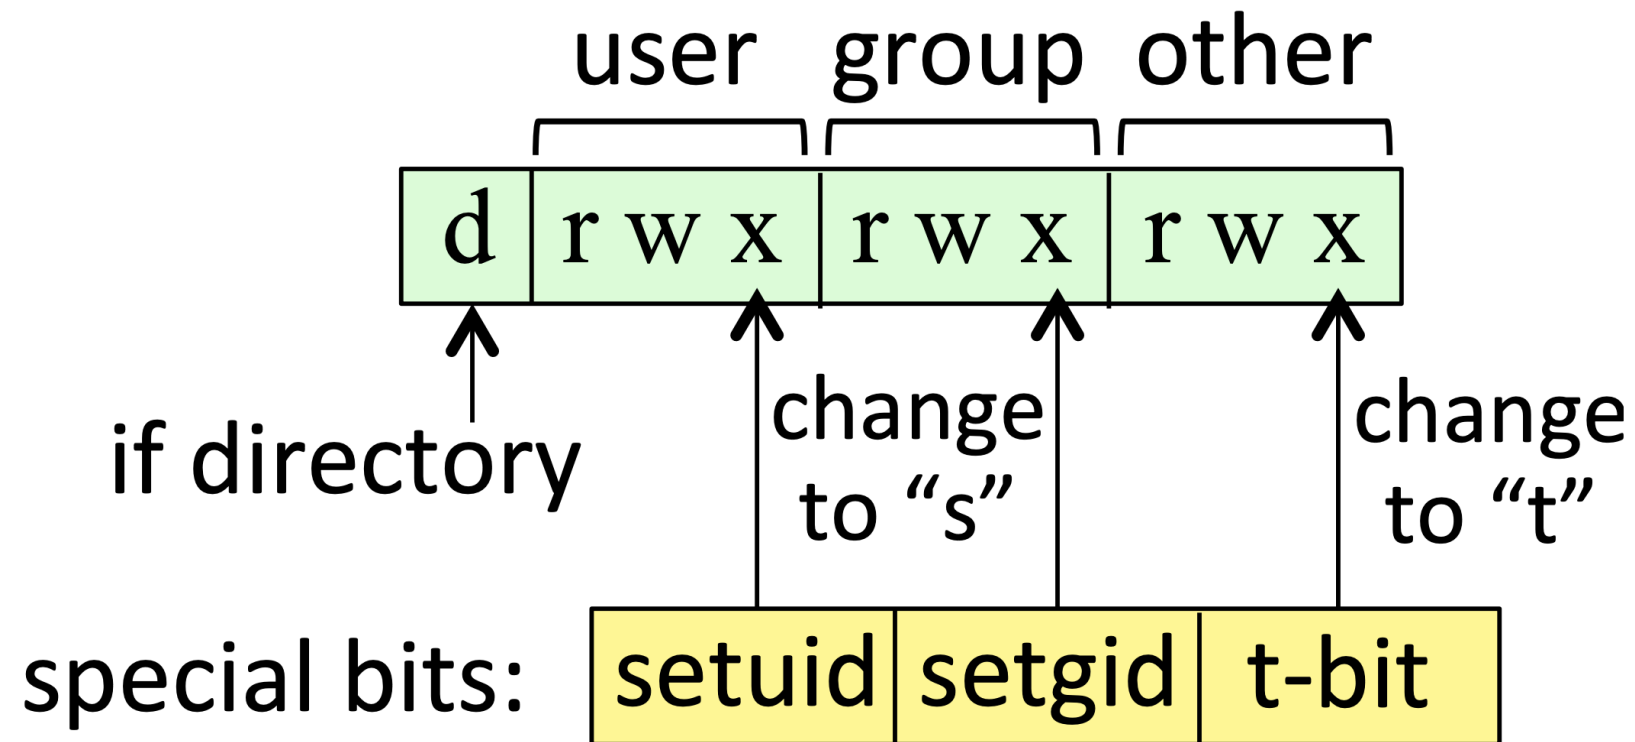 user group other
d r w x r w x r w x
if directory
change
to “s”
change
to “t”
special bits: setuid setgid t-bit